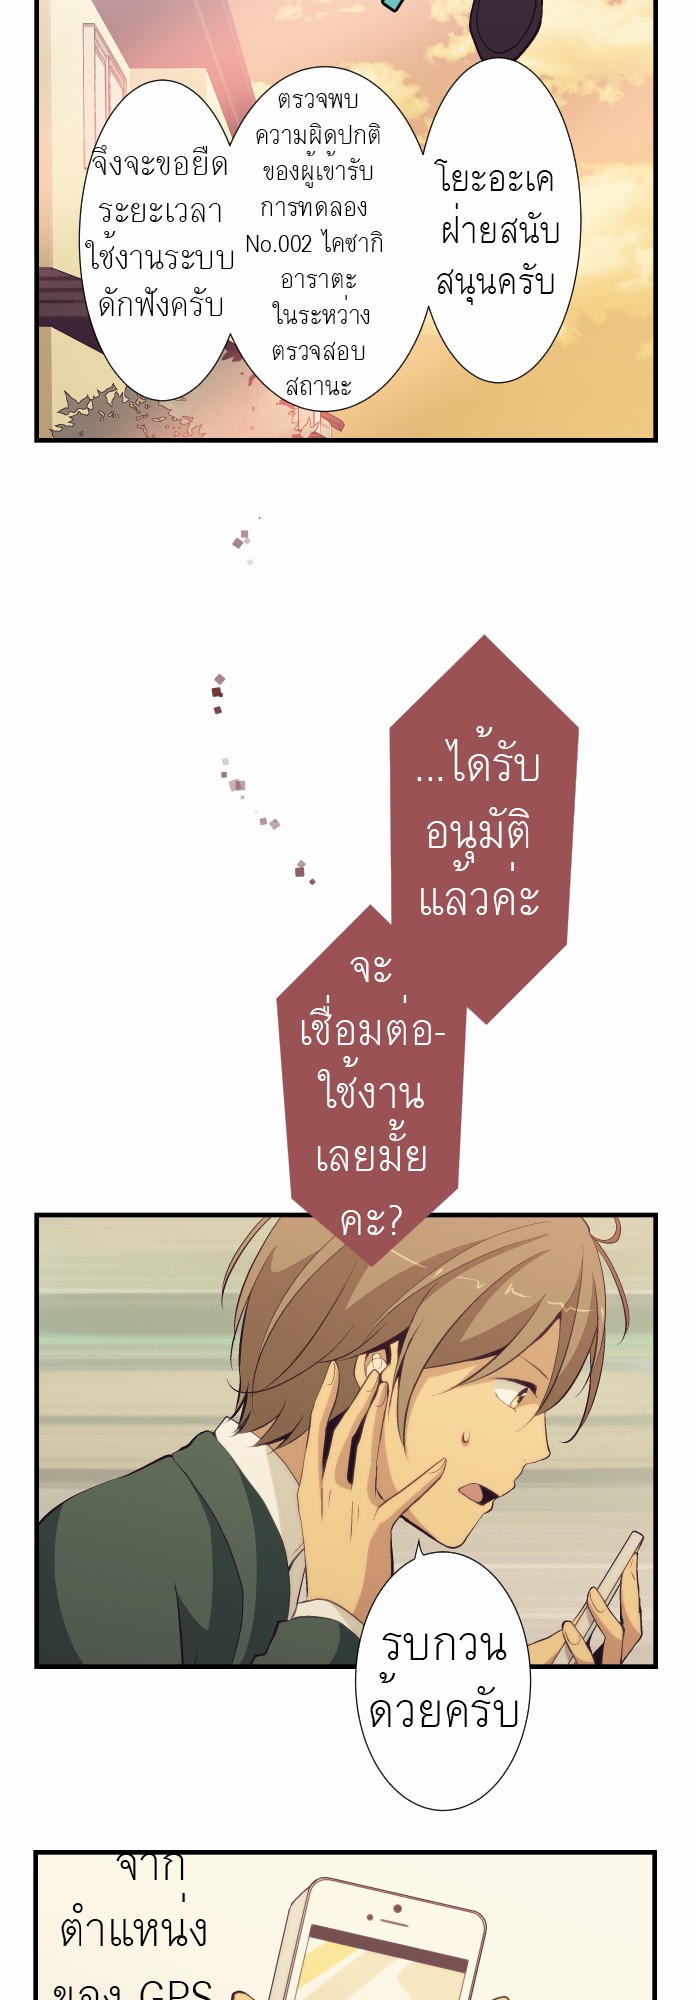 โยะอะเค
ฝ่ายสนับ
สนุนครับ
ตรวจพบ
ความผิดปกติ
ของผู้เข้ารับ
การทดลอง
No.002 ไคซากิ
อาราตะ
ในระหว่าง
ตรวจสอบ
สถานะ
จึงจะขอยืด
ระยะเวลา
ใช้งานระบบ
ดักฟังครับ
...ได้รับ
อนุมัติ
แล้วค่ะ
จะ
เชื่อมต่อ-
ใช้งาน
เลยมั้ย
คะ?
รบกวน
ด้วยครับ
จาก
ตำแหน่ง
ของ GPS